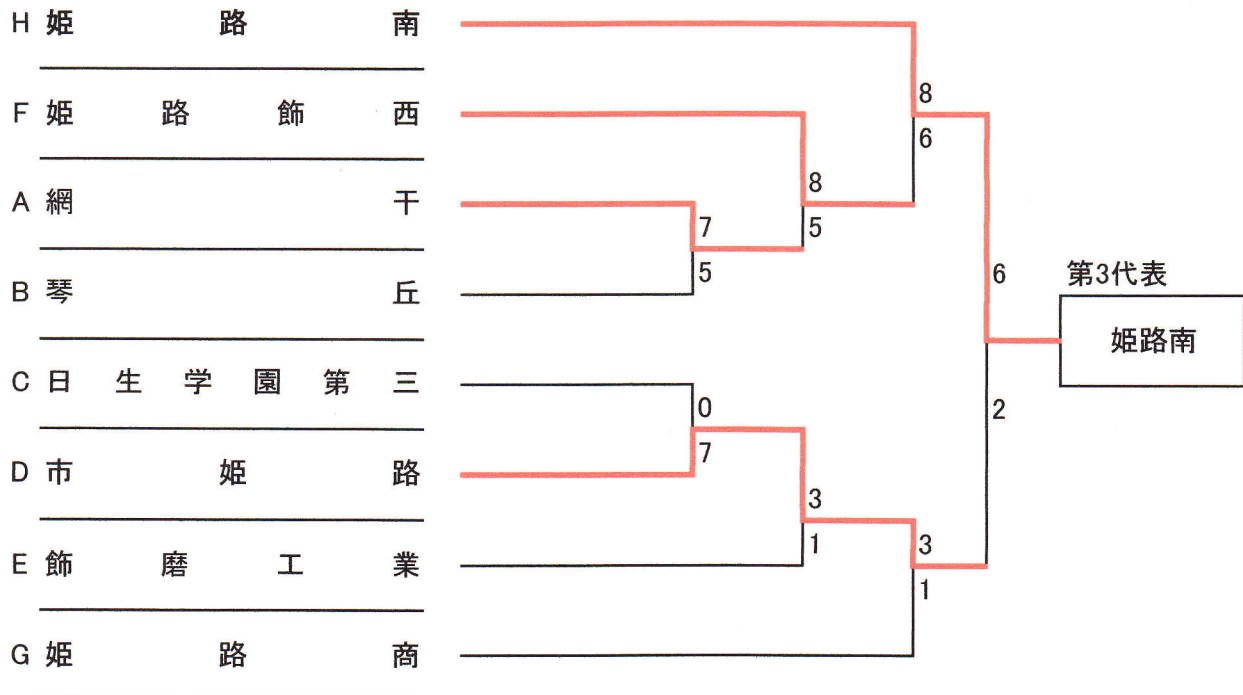 H 姫路南
F 姫路飾西
A 網干
B 琴丘
C 日生学園第三
D 市姫路
E 飾磨工業
G 姫路商
7
5
0
7
8
5
3
1
8
6
3
1
6
2
第3代表
姫路南